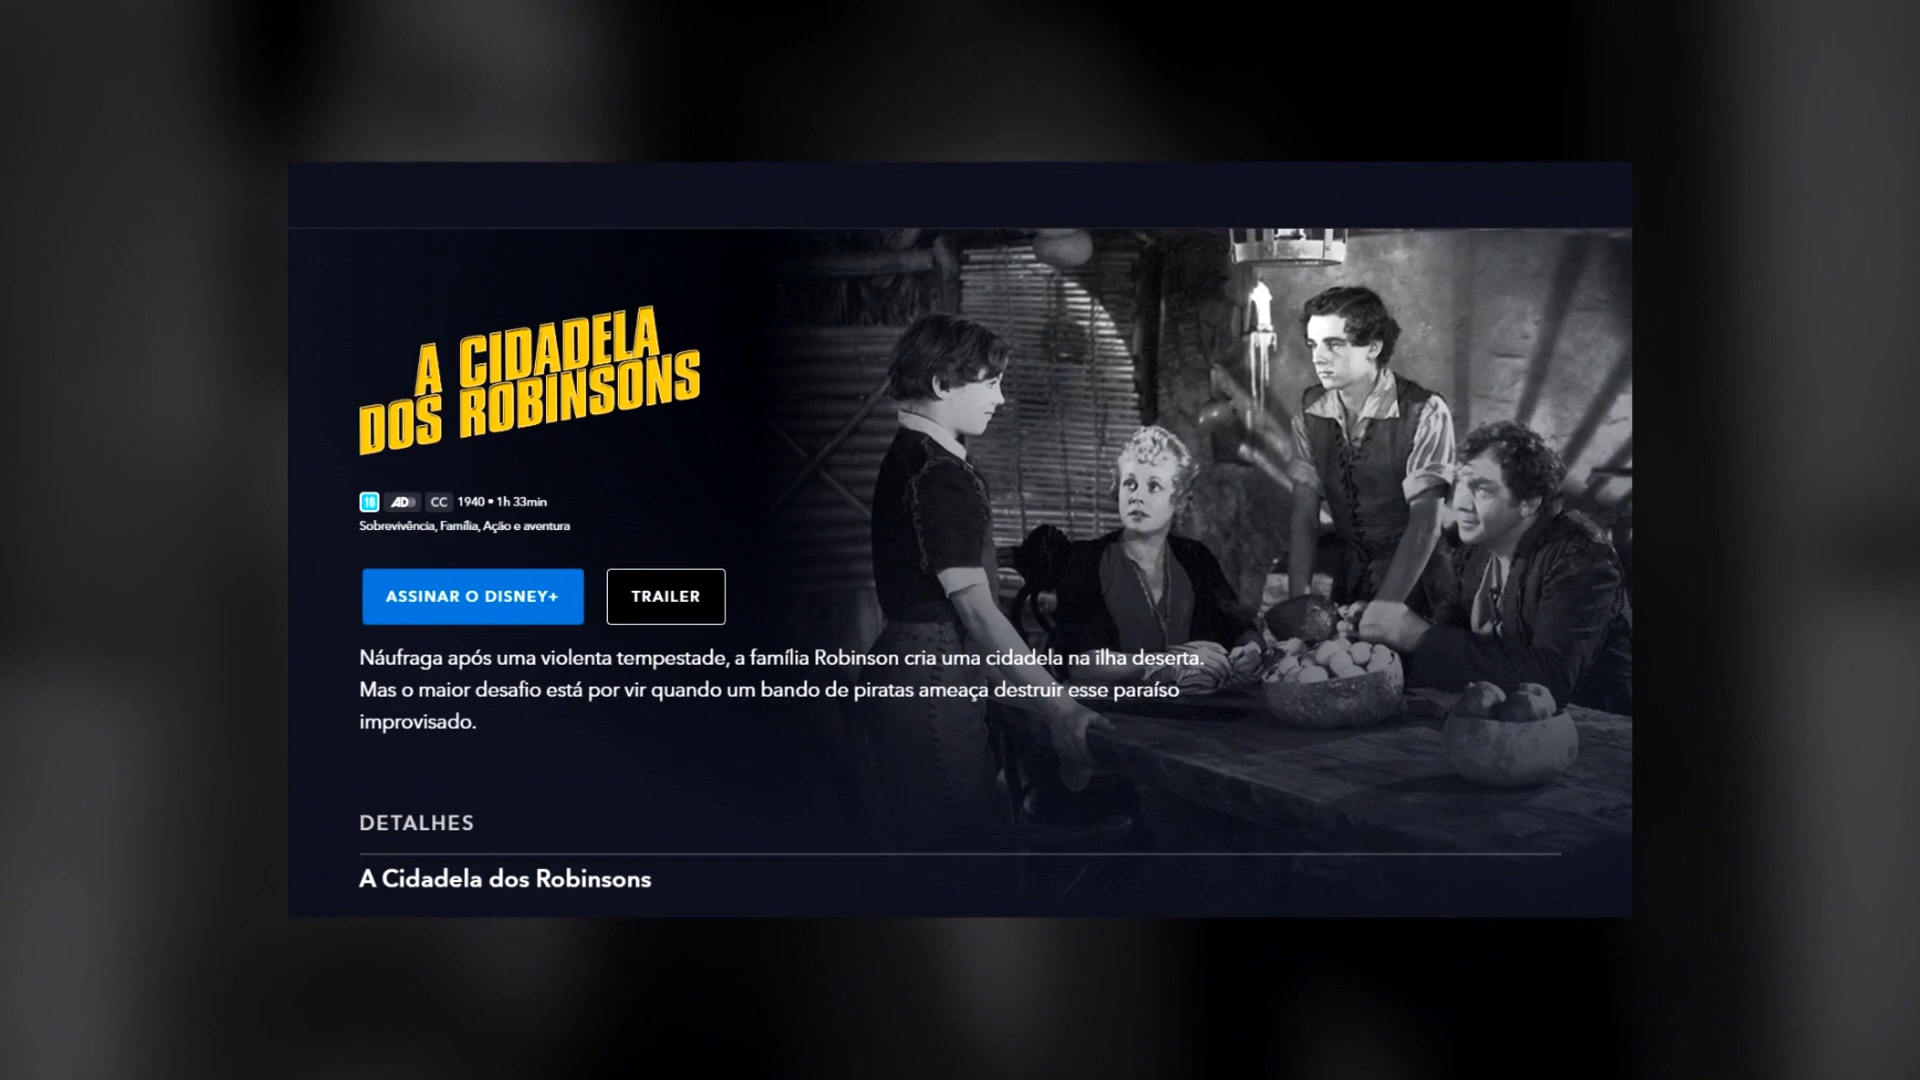 A CIDADELA
DOS ROBINSONS
10 AD CC 1940 • 1h 33min
Sobrevivência, Família, Ação e aventura
ASSINAR O DISNEY+ TRAILER
Náufraga após uma violenta tempestade, a família Robinson cria uma cidadela na ilha deserta.
Mas o maior desafio está por vir quando um bando de piratas ameaça destruir esse paraíso
improvisado.
DETALHES
A Cidadela dos Robinsons